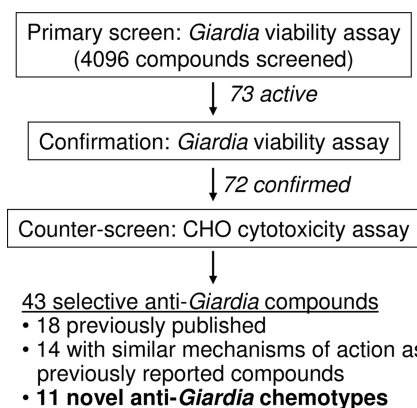 Primary screen: Giardia viability assay
(4096 compounds screened)
73 active
Confirmation: Giardia viability assay
72 confirmed
Counter-screen: CHO cytotoxicity assay
43 selective anti-Giardia compounds
• 18 previously published
• 14 with similar mechanisms of action as
previously reported compounds
• 11 novel anti-Giardia chemotypes